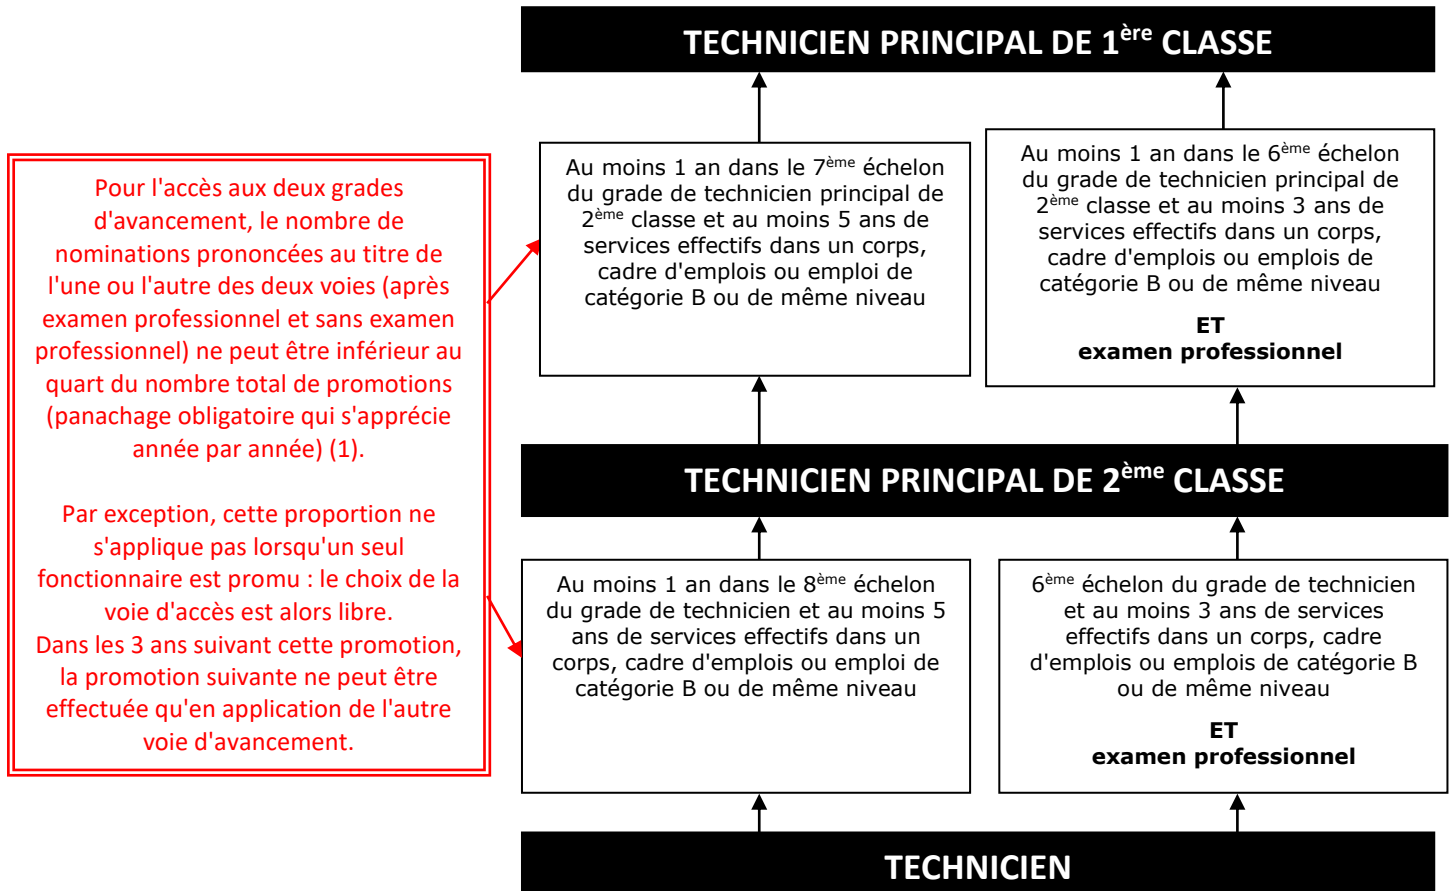 TECHNICIEN PRINCIPAL DE 1ère CLASSE
Au moins 1 an dans le 7ème échelon
du grade de technicien principal de
2ème classe et au moins 5 ans de
services effectifs dans un corps,
cadre d'emplois ou emploi de
catégorie B ou de même niveau
Au moins 1 an dans le 6ème échelon
du grade de technicien principal de
2ème classe et au moins 3 ans de
services effectifs dans un corps,
cadre d'emplois ou emplois de
catégorie B ou de même niveau
ET
examen professionnel
Pour l'accès aux deux grades
d'avancement, le nombre de
nominations prononcées au titre de
l'une ou l'autre des deux voies (après
examen professionnel et sans examen
professionnel) ne peut être inférieur au
quart du nombre total de promotions
(panachage obligatoire qui s'apprécie
année par année) (1).
Par exception, cette proportion ne
s'applique pas lorsqu'un seul
fonctionnaire est promu : le choix de la
voie d'accès est alors libre.
Dans les 3 ans suivant cette promotion,
la promotion suivante ne peut être
effectuée qu'en application de l'autre
voie d'avancement.
TECHNICIEN PRINCIPAL DE 2ème CLASSE
Au moins 1 an dans le 8ème échelon
du grade de technicien et au moins 5
ans de services effectifs dans un
corps, cadre d'emplois ou emploi de
catégorie B ou de même niveau
6ème échelon du grade de technicien
et au moins 3 ans de services
effectifs dans un corps, cadre
d'emplois ou emplois de catégorie B
ou de même niveau
ET
examen professionnel
TECHNICIEN